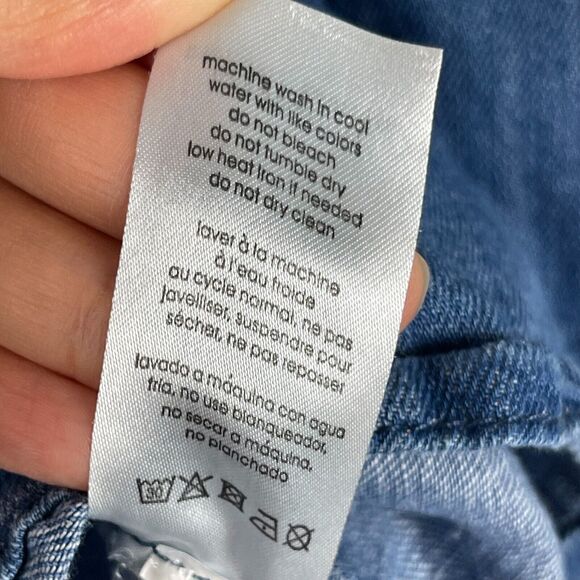 machine wash in cool
water with like colors
do not bleach
do not tumble dry
low heat iron if needed
do not dry clean
laver à la machine
à l'eau froide
au cycle normal, ne pas
javelliser, suspendre pour
sécher, ne pas repasser
lavado a máquina con agua
fría, no use blanqueador,
no secar a máquina,
no planchado
30